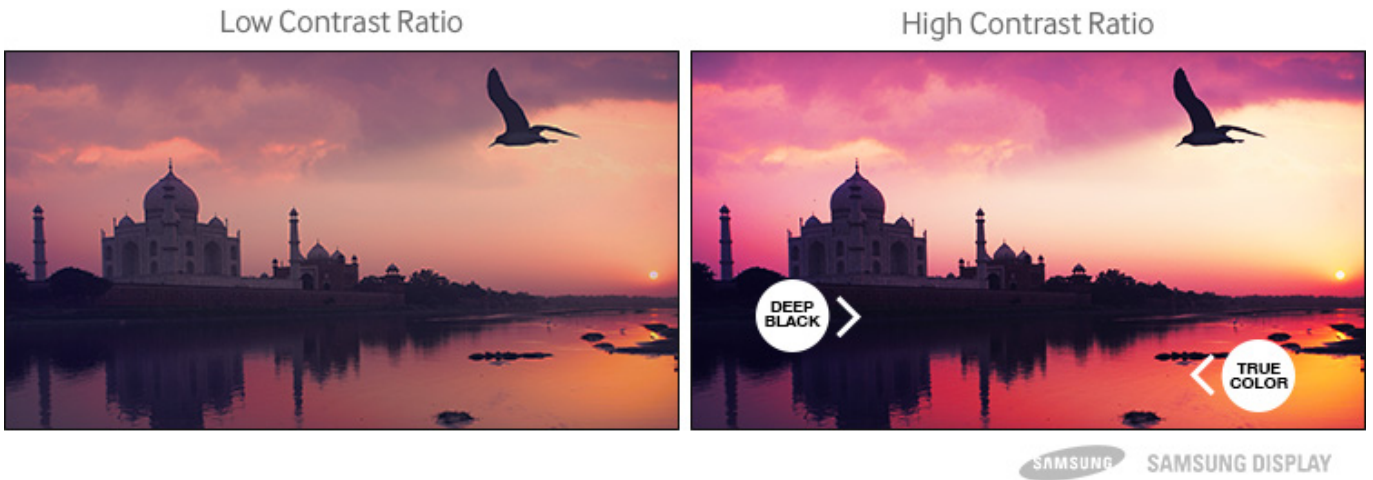 Low Contrast Ratio
High Contrast Ratio
DEEP
BLACK
TRUE
COLOR
SAMSUNG
SAMSUNG DISPLAY